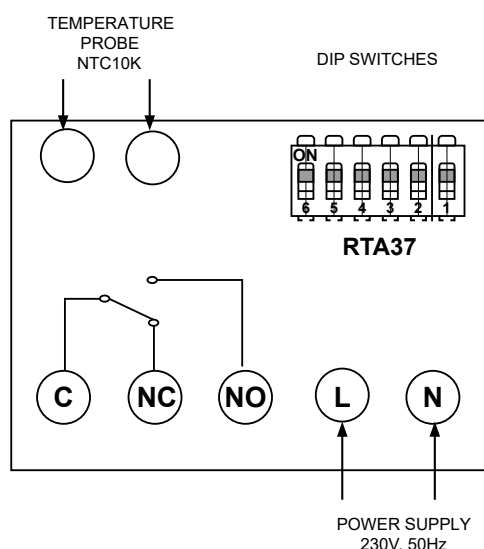 TEMPERATURE
PROBE
NTC10K
DIP SWITCHES
ON
6 5 4 3 2 1
RTA37
C NC NO L N
POWER SUPPLY
230V, 50Hz